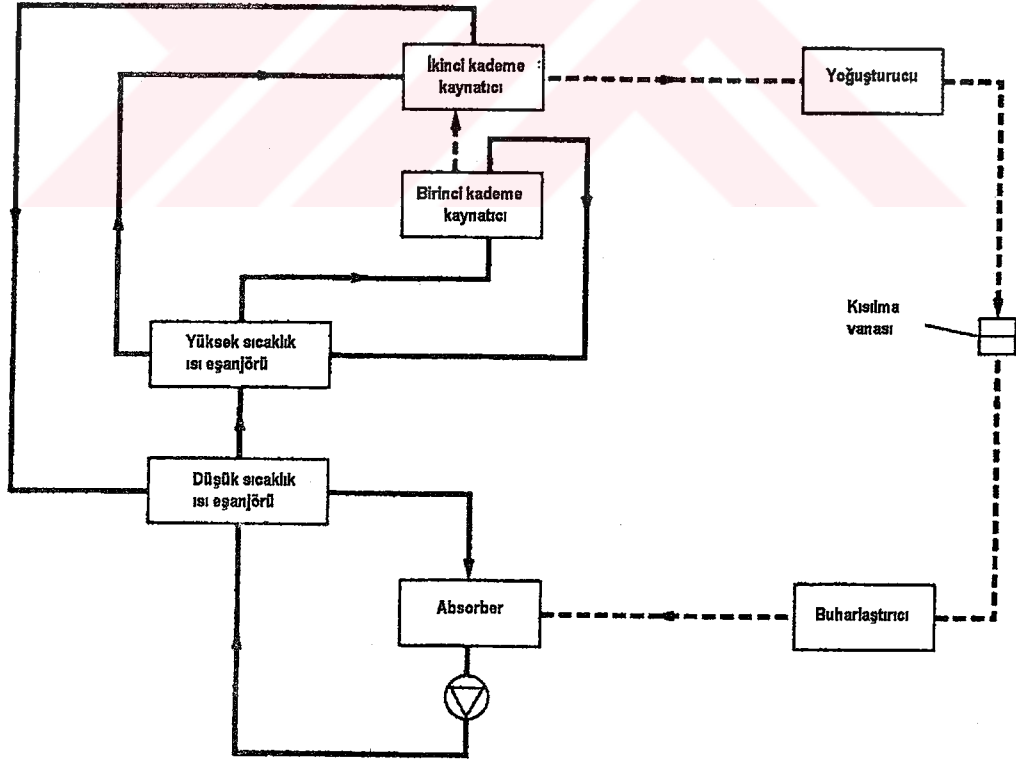 İkinci kademe
kaynatıcı
Yoğuşturucu
Birinci kademe
kaynatıcı
Kısılma
vanası
Yüksek sıcaklık
ısı eşanjörü
Düşük sıcaklık
ısı eşanjörü
Absorber
Buharlaştırıcı